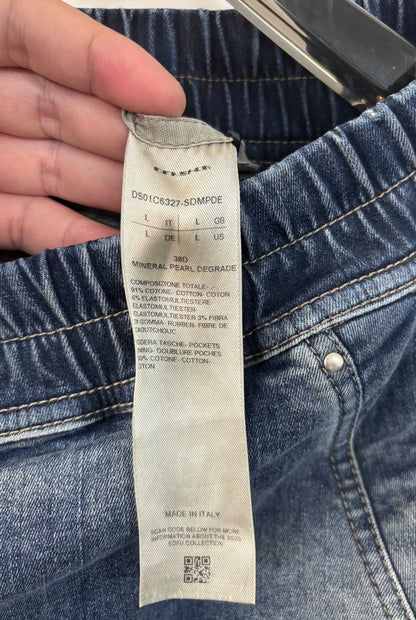 DS01C6327-SDMPDE
L IT L GB
L DE L US
38D
MINERAL PEARL DEGRADE
COMPOSIZIONE TOTALE-
91% COTONE- COTTON- COTON
6% ELASTOMULTIESTERE-
ELASTOMULTIESTER 3% FIBRA
DI GOMMA- RUBBER- FIBRE DE
CAOUTCHOUC
FODERA TASCHE- POCKETS
LINING- DOUBLURE POCHES
COTONE- COTTON-
COTON
MADE IN ITALY
SCAN CODE BELOW FOR MORE
INFORMATION ABOUT THE SS25
EDFU COLLECTION